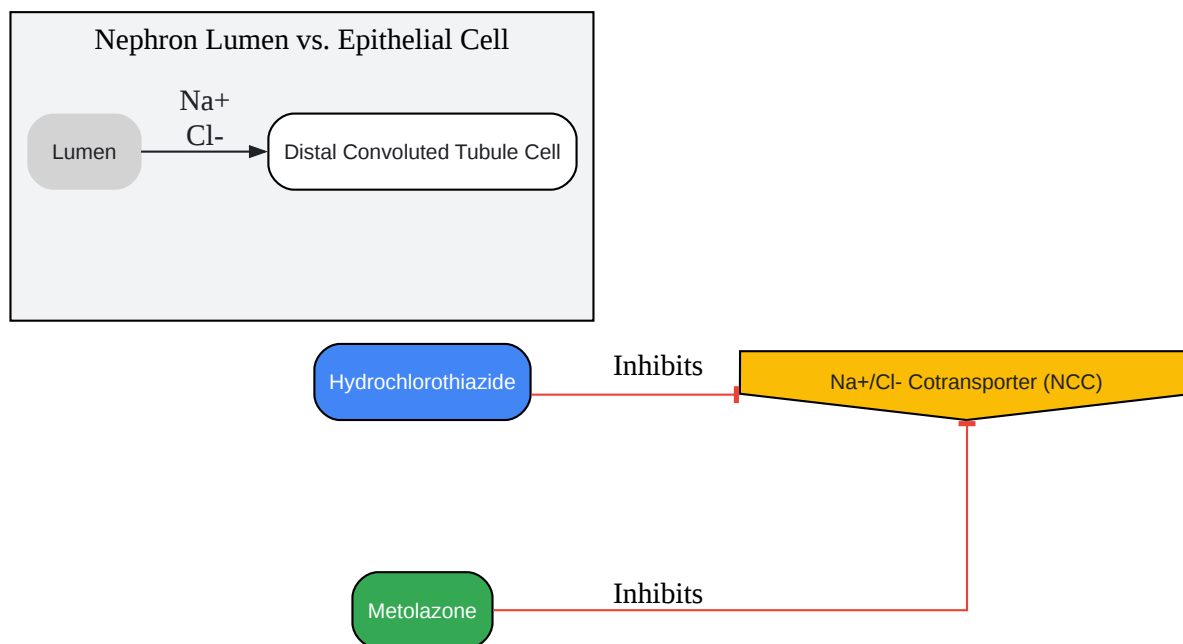 Nephron Lumen vs. Epithelial Cell
Na+
Cl-
Lumen
Distal Convoluted Tubule Cell
Hydrochlorothiazide
Inhibits
Na+/Cl- Cotransporter (NCC)
Metolazone
Inhibits